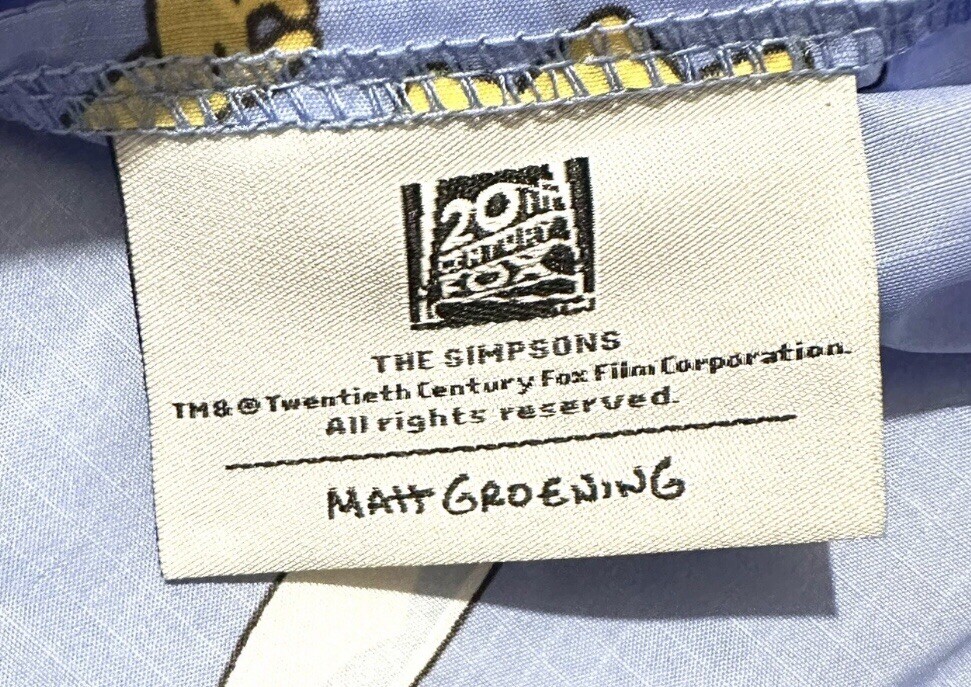 20TH
CENTURY
FOX
THE SIMPSONS
TM & © Twentieth Century Fox Film Corporation.
All rights reserved.
MATT GROENING